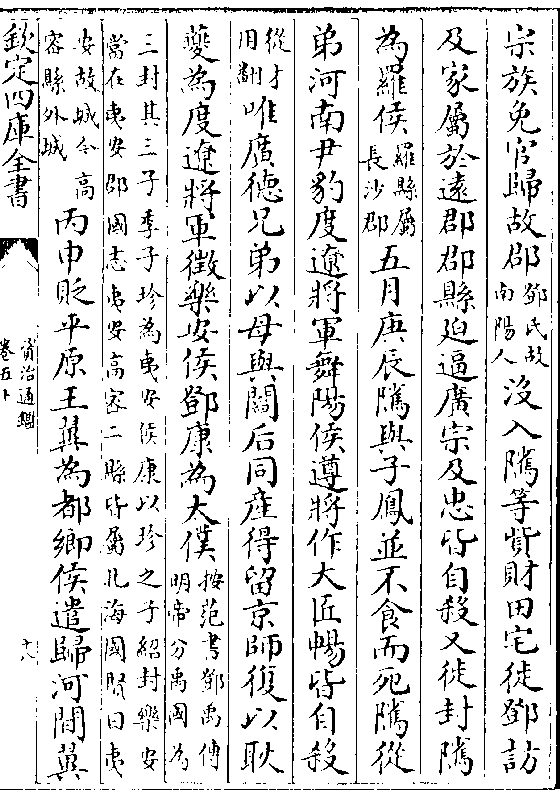 宗族免官歸故郡鄧氏故南陽人沒入隲等貲財田宅徙鄧訪
及家屬於遠郡郡縣迫逼廣宗及忠皆自殺又徙封隲
為羅侯羅縣屬長沙郡五月庚辰隲與子鳳並不食而死隲從
弟河南尹豹度遼將軍舞陽侯遵將作大匠暢皆自殺
從才用翻唯廣德兄弟以母與閻后同産得留京師復以耿
夔為度遼將軍徵樂安侯鄧康為太僕按范書鄧禹傳明帝分禹國為
三封其三子季子珍為夷安侯康以珍之子紹封樂安
當在夷安郡國志夷安高密二縣皆屬北海國賢曰夷
安故城今高密縣外城丙申貶平原王翼為都鄉侯遣歸河間翼
欽定四庫全書
資治通鑑
卷五十
十八